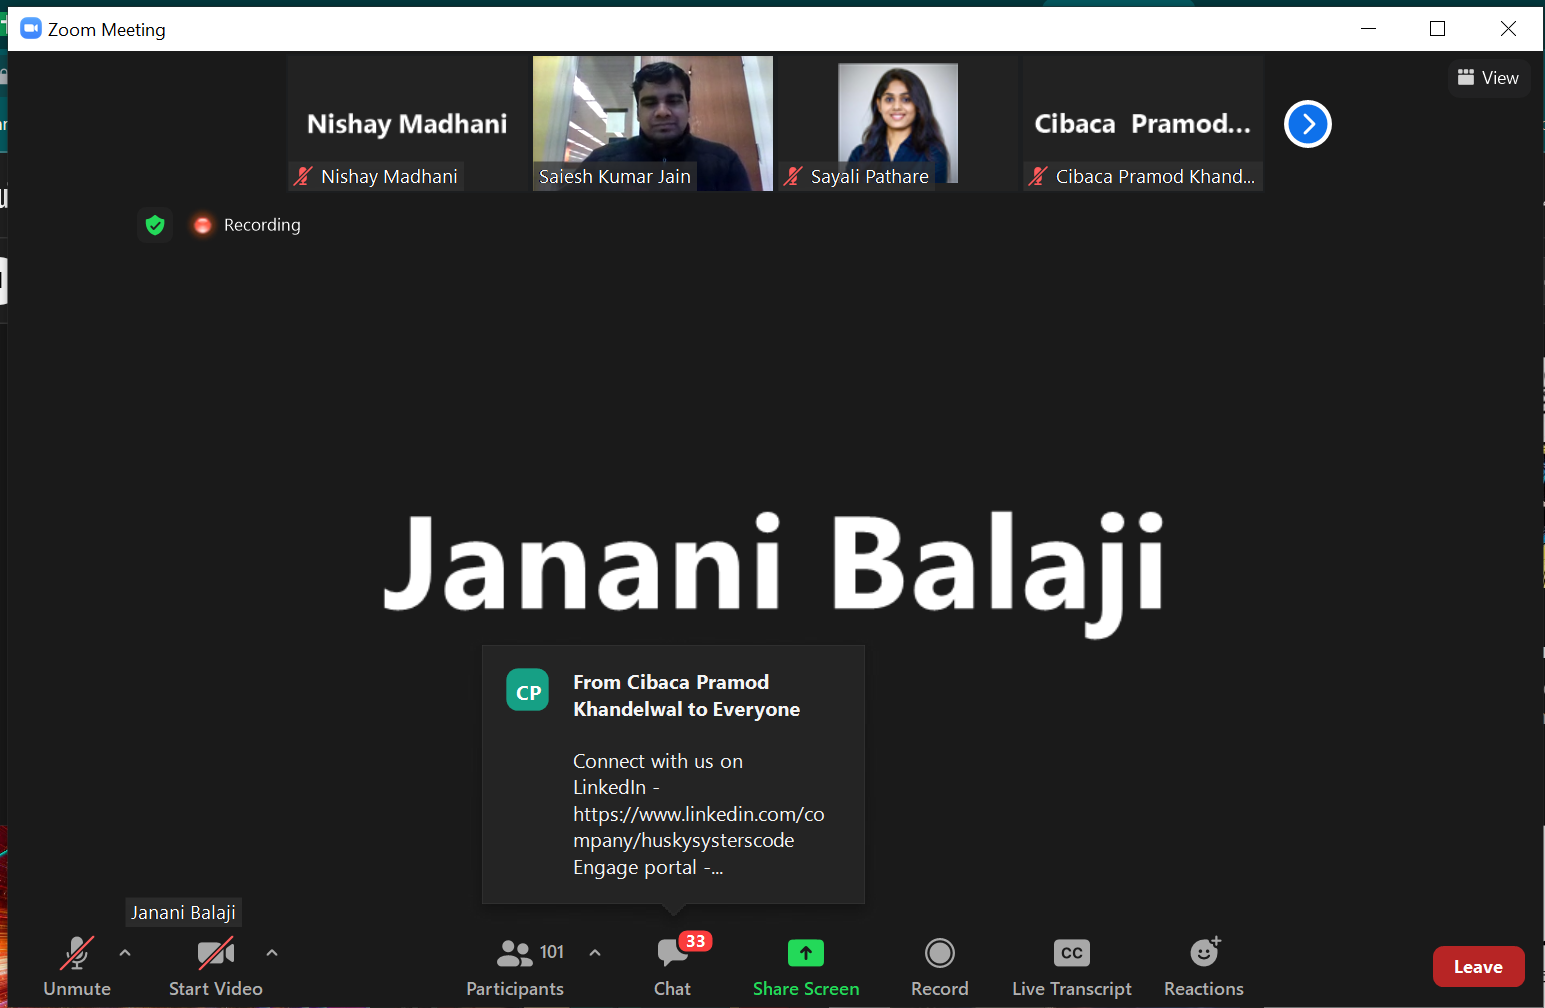 Zoom Meeting
View
Nishay Madhani
Cibaca Pramod...
Nishay Madhani
Saiesh Kumar Jain
Sayali Pathare
Cibaca Pramod Khand...
Recording
Janani Balaji
CP
From Cibaca Pramod
Khandelwal to Everyone
Connect with us on
LinkedIn -
https://www.linkedin.com/co
mpany/huskysysterscode
Engage portal -...
Janani Balaji
101
33
CC
Unmute
Start Video
Participants
Chat
Share Screen
Record
Live Transcript
Reactions
Leave